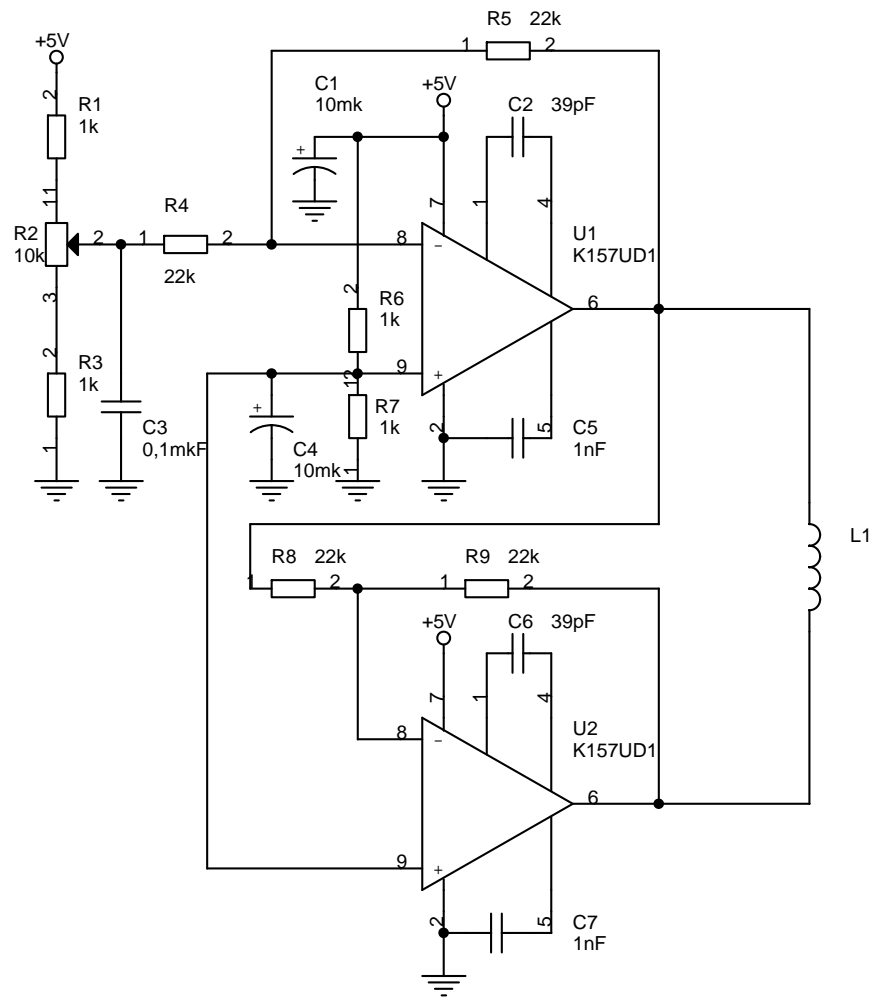 R5 22k
1 2
+5V
C1
10mk
+5V
C2 39pF
2
R1
1k
11
7
1
4
R4
R2
10k
2
1
2
8
−
U1
K157UD1
22k
3
2
R6
1k
6
2
R3
1k
9
+
12
R7
1k
C3
0,1mkF
1
C4
10mk
1
2
5
C5
1nF
L1
R8 22k
R9 22k
1 2
1 2
+5V
C6 39pF
7
1
4
U2
K157UD1
8
−
6
9
+
2
5
C7
1nF